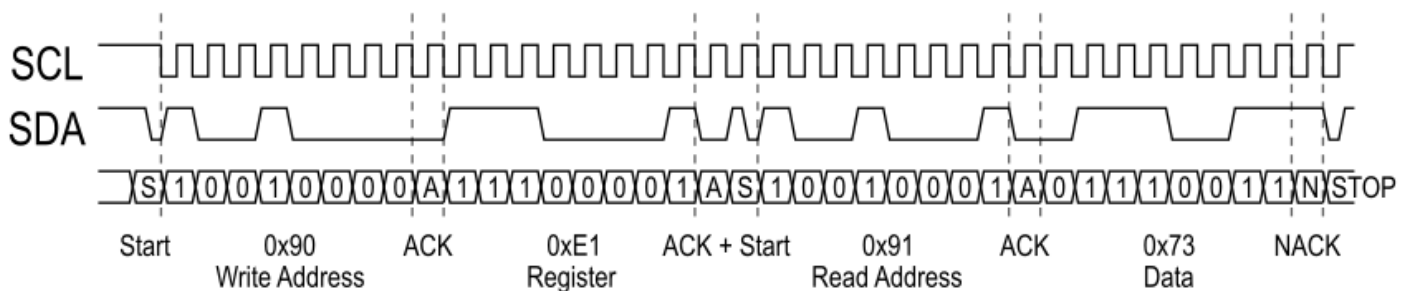 SCL
SDA
S 1 0 0 1 0 0 0 0 A 1 1 1 0 0 0 0 1 A S 1 0 0 1 0 0 0 1 A 0 1 1 1 0 0 1 1 N STOP
Start 0x90 ACK 0xE1 ACK + Start 0x91 ACK 0x73 NACK
Write Address Register Read Address Data